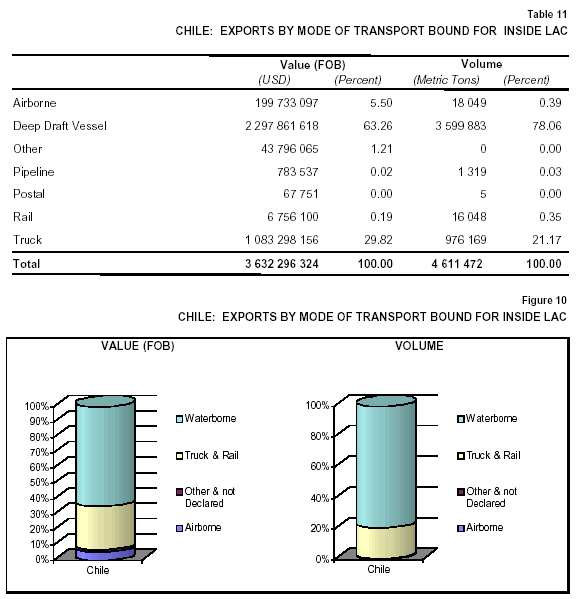 Table 11
CHILE: EXPORTS BY MODE OF TRANSPORT BOUND FOR INSIDE LAC
Value (FOB) Volume
(USD) (Percent) (Metric Tons) (Percent)
Airborne 199 733 097 5.50 18 049 0.39
Deep Draft Vessel 2 297 861 618 63.26 3 599 883 78.06
Other 43 796 065 1.21 0 0.00
Pipeline 783 537 0.02 1 319 0.03
Postal 67 751 0.00 5 0.00
Rail 6 756 100 0.19 16 048 0.35
Truck 1 083 298 156 29.82 976 169 21.17
Total 3 632 296 324 100.00 4 611 472 100.00
Figure 10
CHILE: EXPORTS BY MODE OF TRANSPORT BOUND FOR INSIDE LAC
VALUE (FOB)
100%
90%
80%
70%
60%
50%
40%
30%
20%
10%
0%
Chile
Waterborne
Truck & Rail
Other & not
Declared
Airborne
VOLUME
100%
80%
60%
40%
20%
0%
Chile
Waterborne
Truck & Rail
Other & not
Declared
Airborne